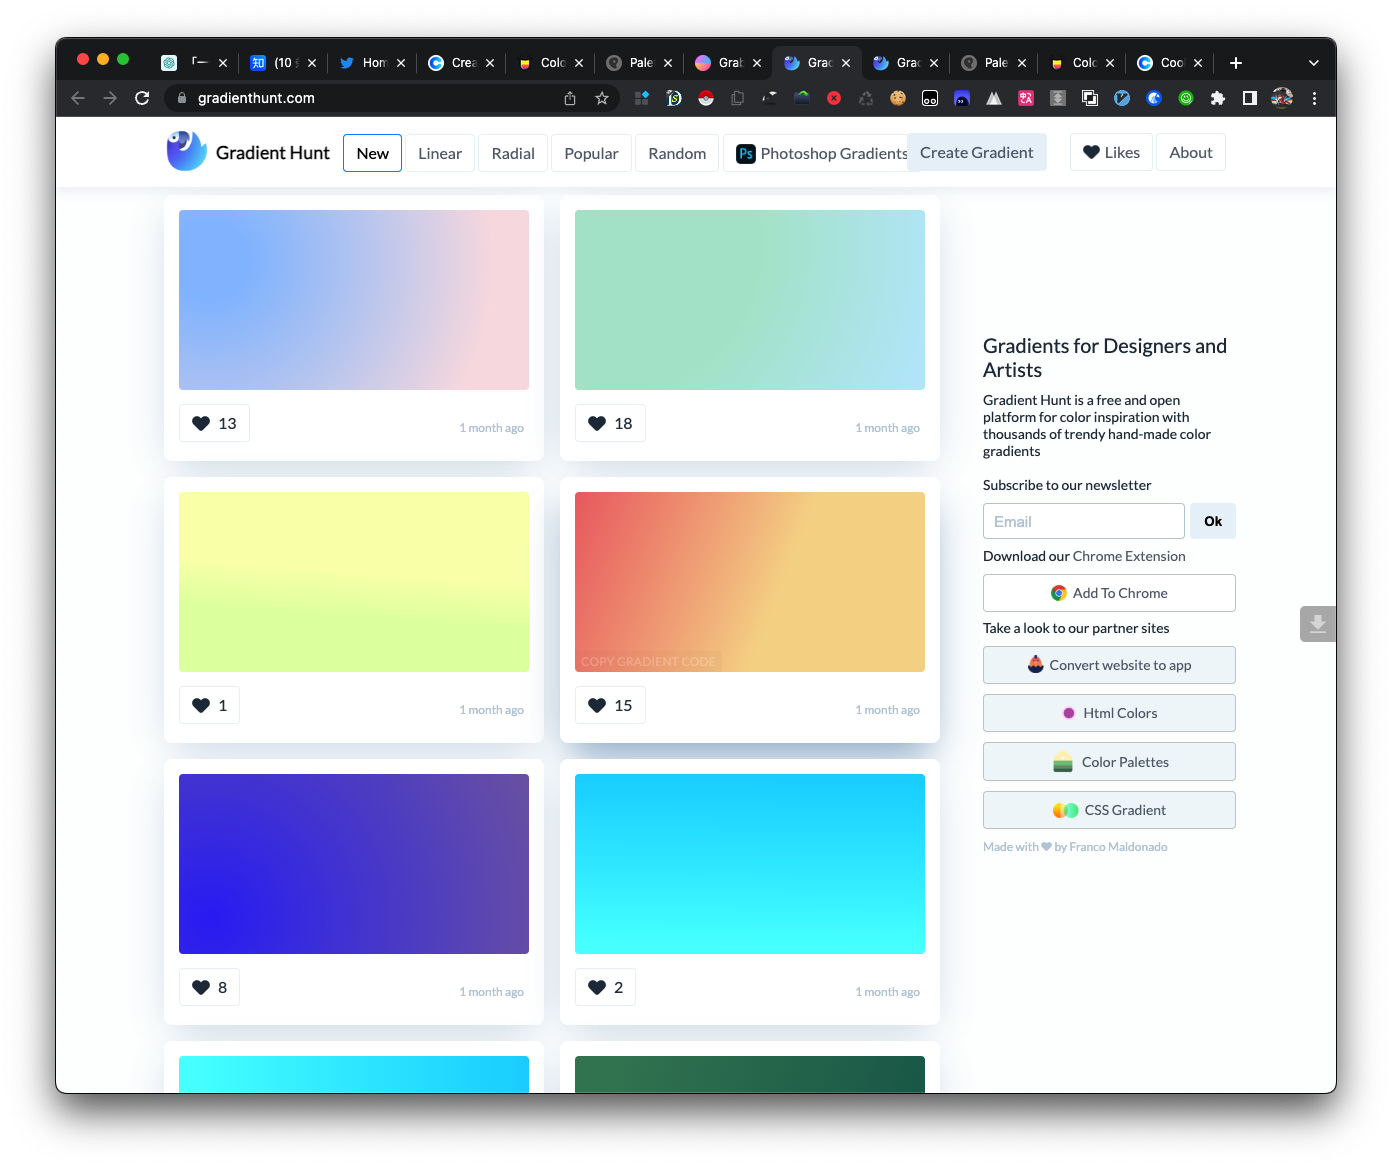 「一
(10
Hom
Crea
Colo
Pale
Grab
Grad
Grac
Pale
Colo
Cool
gradienthunt.com
Gradient Hunt
New
Linear
Radial
Popular
Random
Ps Photoshop Gradients
Create Gradient
Likes
About
13
1 month ago
18
1 month ago
Gradients for Designers and
Artists
Gradient Hunt is a free and open
platform for color inspiration with
thousands of trendy hand-made color
gradients
Subscribe to our newsletter
Email
Ok
Download our Chrome Extension
Add To Chrome
Take a look to our partner sites
Convert website to app
Html Colors
Color Palettes
CSS Gradient
Made with by Franco Maldonado
1
1 month ago
COPY GRADIENT CODE
15
1 month ago
8
1 month ago
2
1 month ago